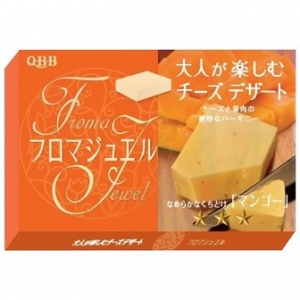 QBB
Froma
フロマジュエル
Jewel
大人が楽しむ
チーズデザート
チーズと果肉の
絶妙なハーモニー
なめらかなくちどけ「マンゴー」
大人が楽しむチーズデザート
フロマジュエル